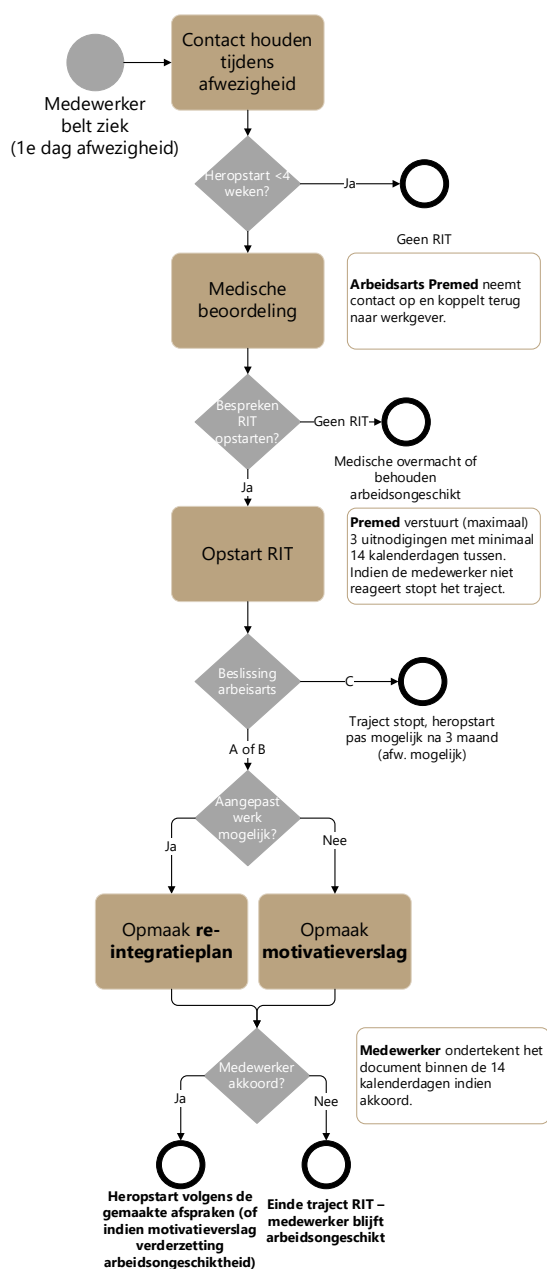 Contact houden
tijdens
afwezigheid
Medewerker
belt ziek
(1e dag afwezigheid)
Heropstart <4
weken?
Ja
Geen RIT
Medische
beoordeling
Arbeidsarts Premed neemt
contact op en koppelt terug
naar werkgever.
Bespreken
RIT
opstarten?
Geen RIT
Medische overmacht of
behouden
arbeidsongeschikt
Ja
Opstart RIT
Premed verstuurt (maximaal)
3 uitnodigingen met minimaal
14 kalenderdagen tussen.
Indien de medewerker niet
reageert stopt het traject.
Beslissing
arbeisarts
C
Traject stopt, heropstart
pas mogelijk na 3 maand
(afw. mogelijk)
A of B
Aangepast
werk
mogelijk?
Ja
Nee
Opmaak re-
integratieplan
Opmaak
motivatieverslag
Medewerker
akkoord?
Medewerker ondertekent het
document binnen de 14
kalenderdagen indien
akkoord.
Ja
Nee
Heropstart volgens de
gemaakte afspraken (of
indien motivatieverslag
verderzetting
arbeidsongeschiktheid)
Einde traject RIT –
medewerker blijft
arbeidsongeschikt